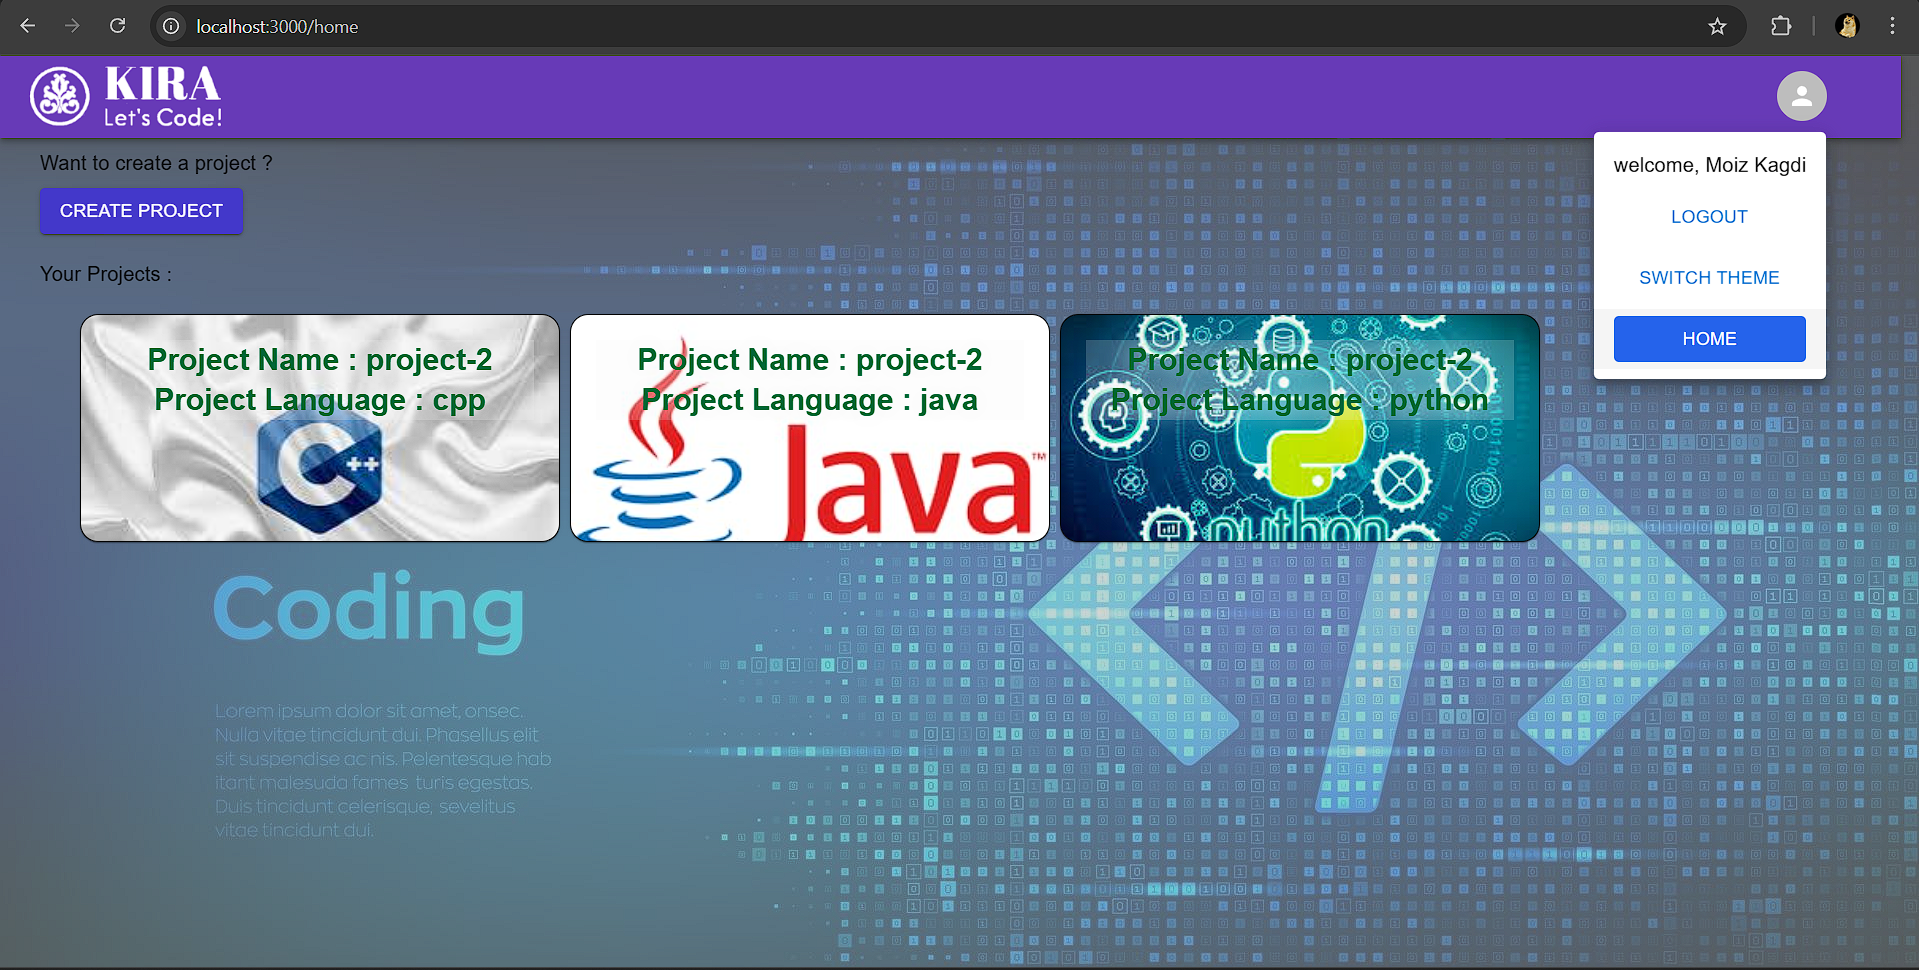 localhost:3000/home
KIRA
Let's Code!
Want to create a project ?
CREATE PROJECT
Your Projects :
welcome, Moiz Kagdi
LOGOUT
SWITCH THEME
HOME
Project Name : project-2
Project Language : cpp
C++
Project Name : project-2
Project Language : java
Java™
Project Name : project-2
Project Language : python
python
Coding
Lorem ipsum dolor sit amet, onsec.
Nulla vitae tincidunt dui. Phasellus elit
sit suspendise ac nis. Pelentesque hab
itant malesuda fames turis egestas.
Duis tincidunt celerisque, sevelitus
vitae tincidunt dui.